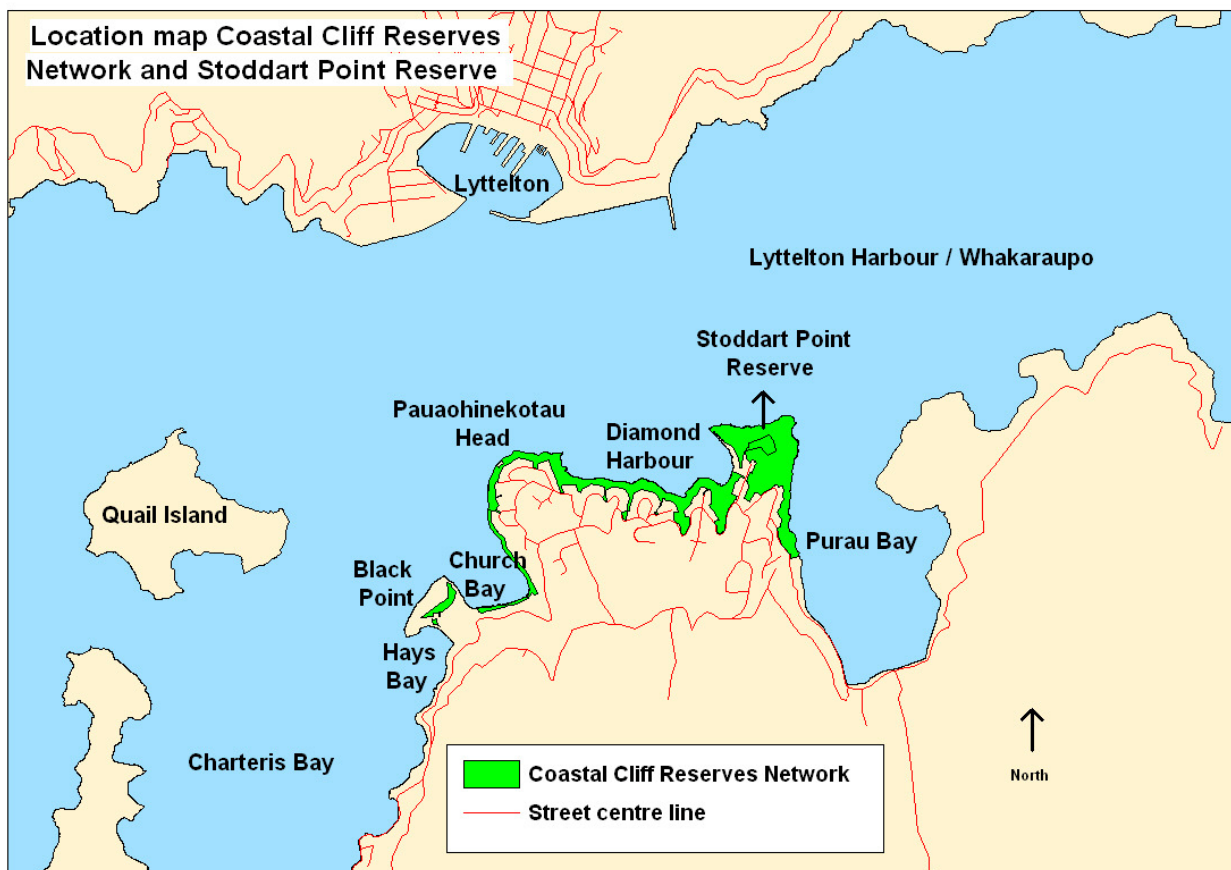 Location map Coastal Cliff Reserves
Network and Stoddart Point Reserve
Lyttelton
Lyttelton Harbour / Whakaraupo
Stoddart Point
Reserve
Pauaohinekotau
Head
Diamond
Harbour
Quail Island
Purau Bay
Church
Bay
Black
Point
Hays
Bay
Charteris Bay
North
Coastal Cliff Reserves Network
Street centre line